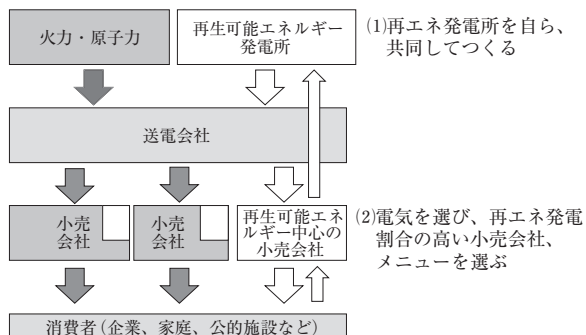 火力・原子力
再生可能エネルギー
発電所
(1)再エネ発電所を自ら、
共同してつくる
送電会社
小売
会社
小売
会社
再生可能エネ
ルギー中心の
小売会社
(2)電気を選び、再エネ発電
割合の高い小売会社、
メニューを選ぶ
消費者(企業、家庭、公的施設など)